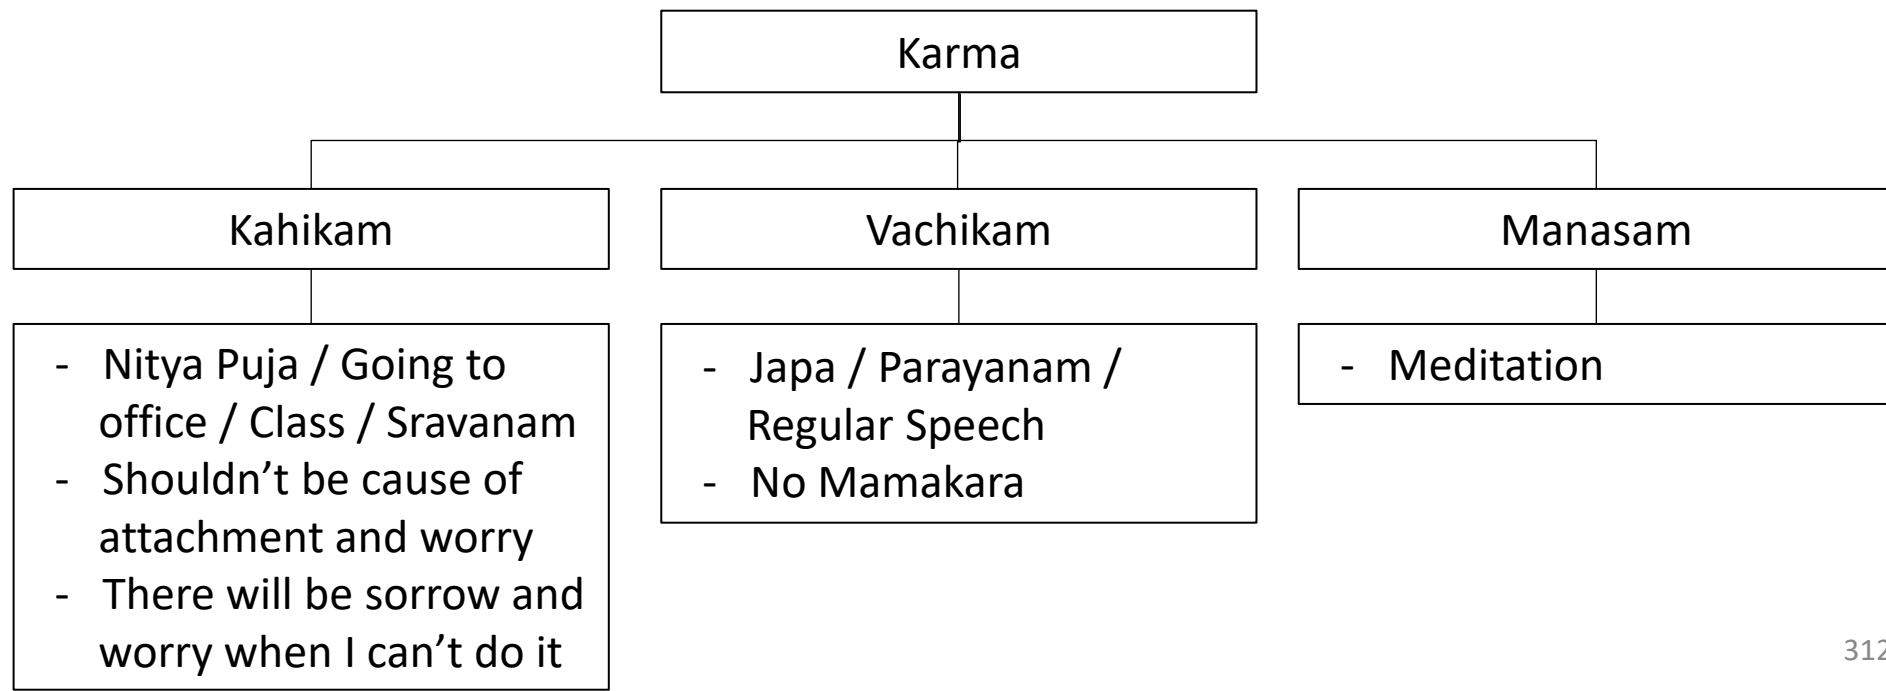 Karma
Kahikam
Vachikam
Manasam
- Nitya Puja / Going to
office / Class / Sravanam
- Shouldn’t be cause of
attachment and worry
- There will be sorrow and
worry when I can’t do it
- Japa / Parayanam /
Regular Speech
- No Mamakara
- Meditation
312